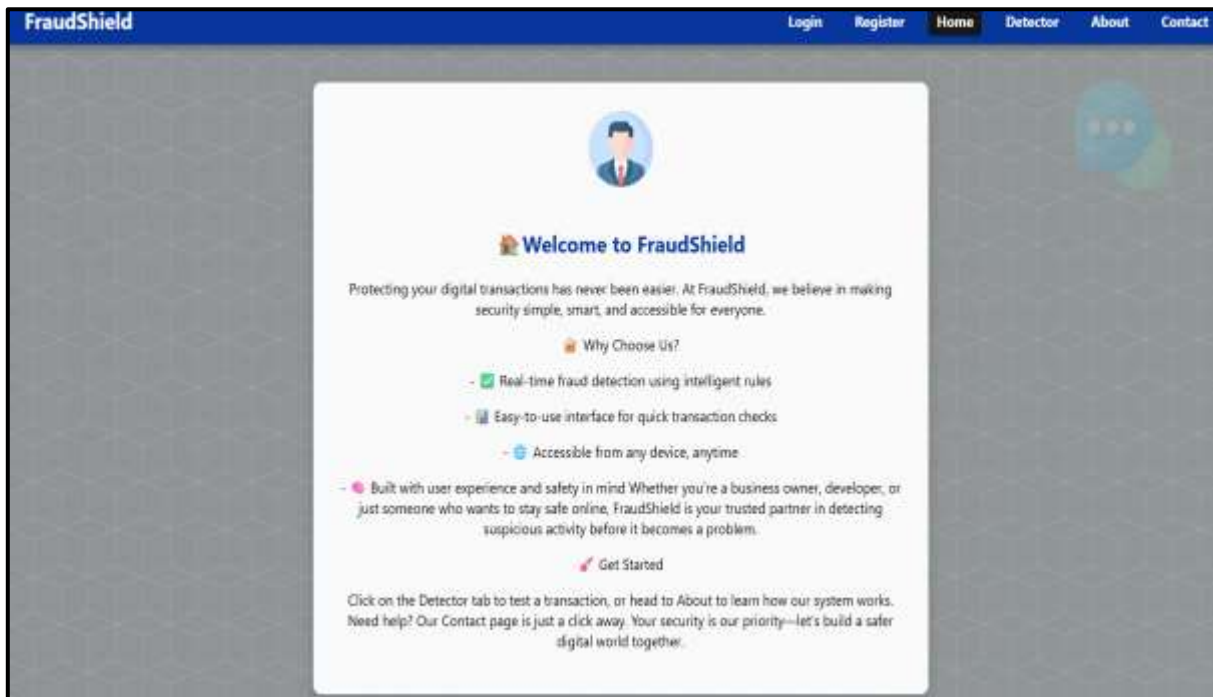 FraudShield
Login Register Home Detector About Contact
Welcome to FraudShield
Protecting your digital transactions has never been easier. At FraudShield, we believe in making
security simple, smart, and accessible for everyone.
Why Choose Us?
- ✅ Real-time fraud detection using intelligent rules
- 📊 Easy-to-use interface for quick transaction checks
- 🌐 Accessible from any device, anytime
- 🧠 Built with user experience and safety in mind Whether you're a business owner, developer, or
just someone who wants to stay safe online, FraudShield is your trusted partner in detecting
suspicious activity before it becomes a problem.
Get Started
Click on the Detector tab to test a transaction, or head to About to learn how our system works.
Need help? Our Contact page is just a click away. Your security is our priority—let's build a safer
digital world together.